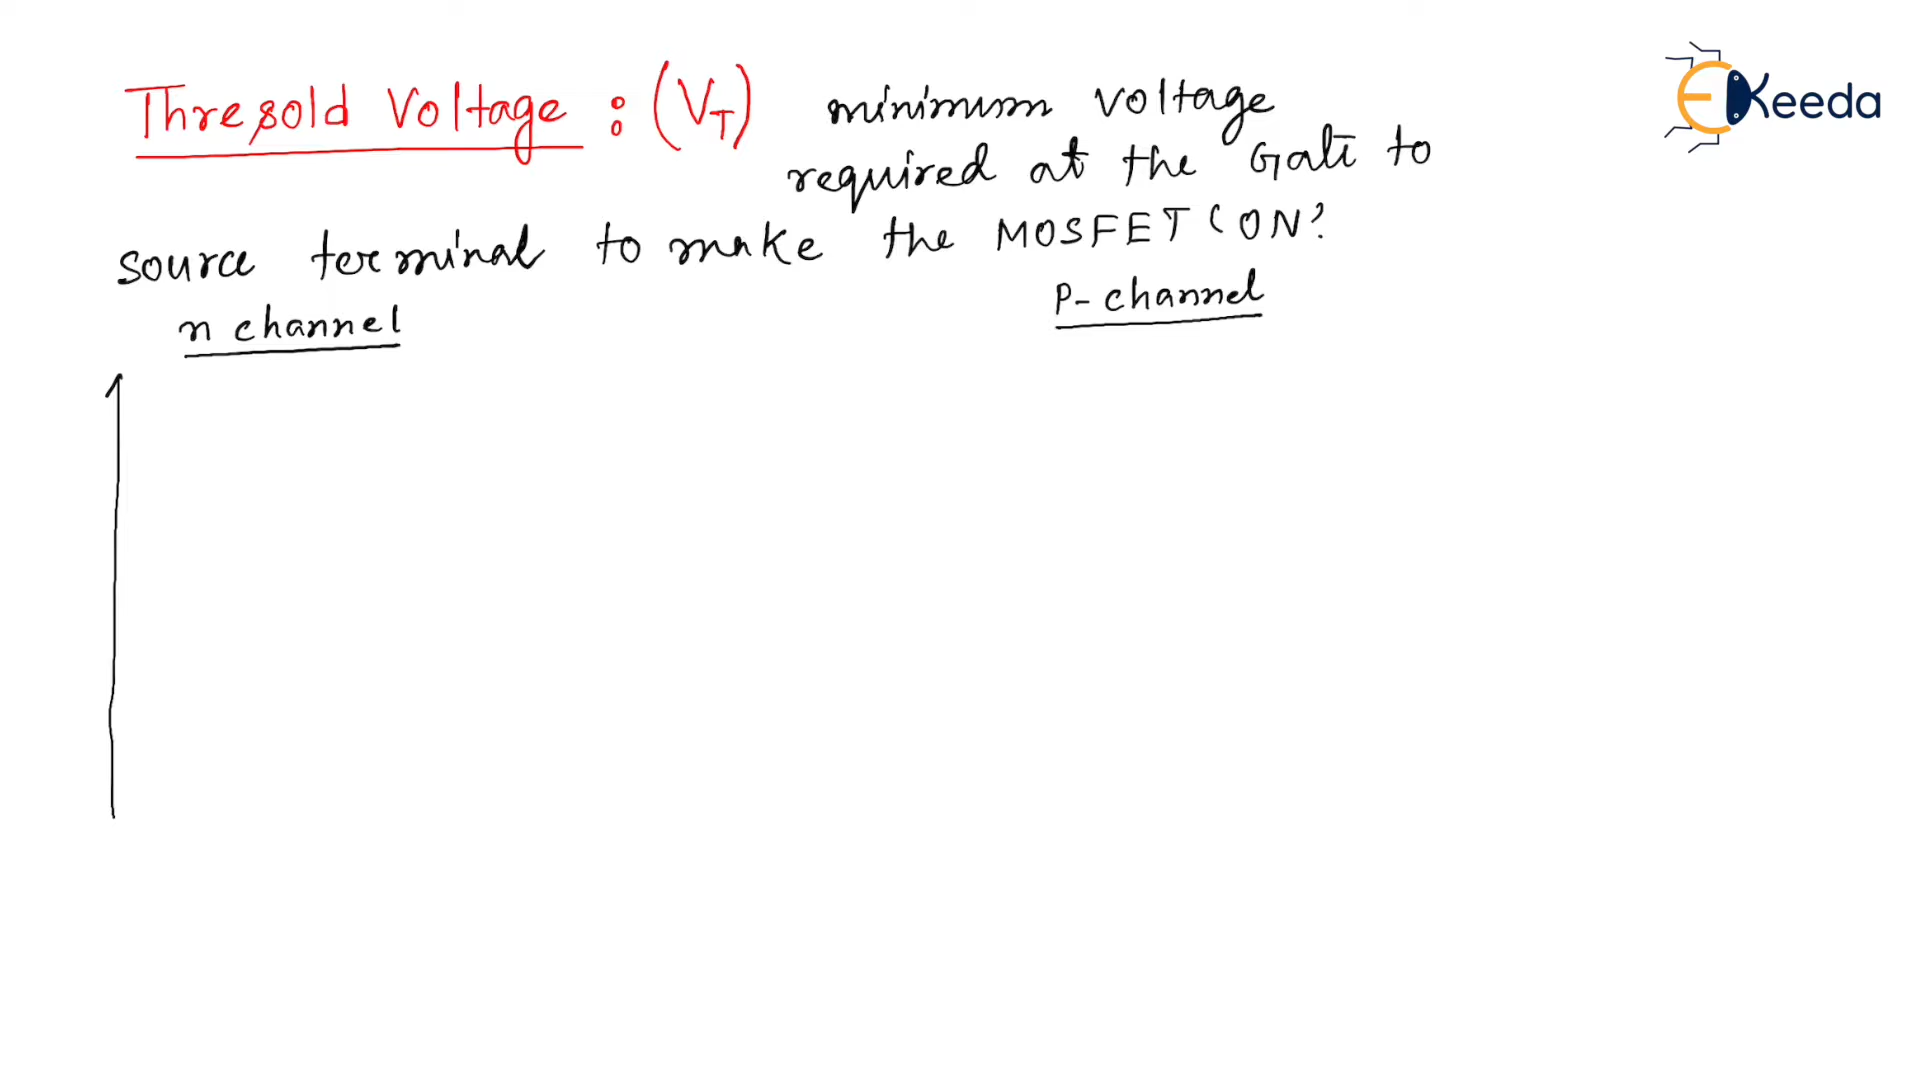 Thresold Voltage : (VT) minimum voltage
required at the Gate to
source terminal to make the MOSFET (ON?
n channel
P-channel
EKeeda